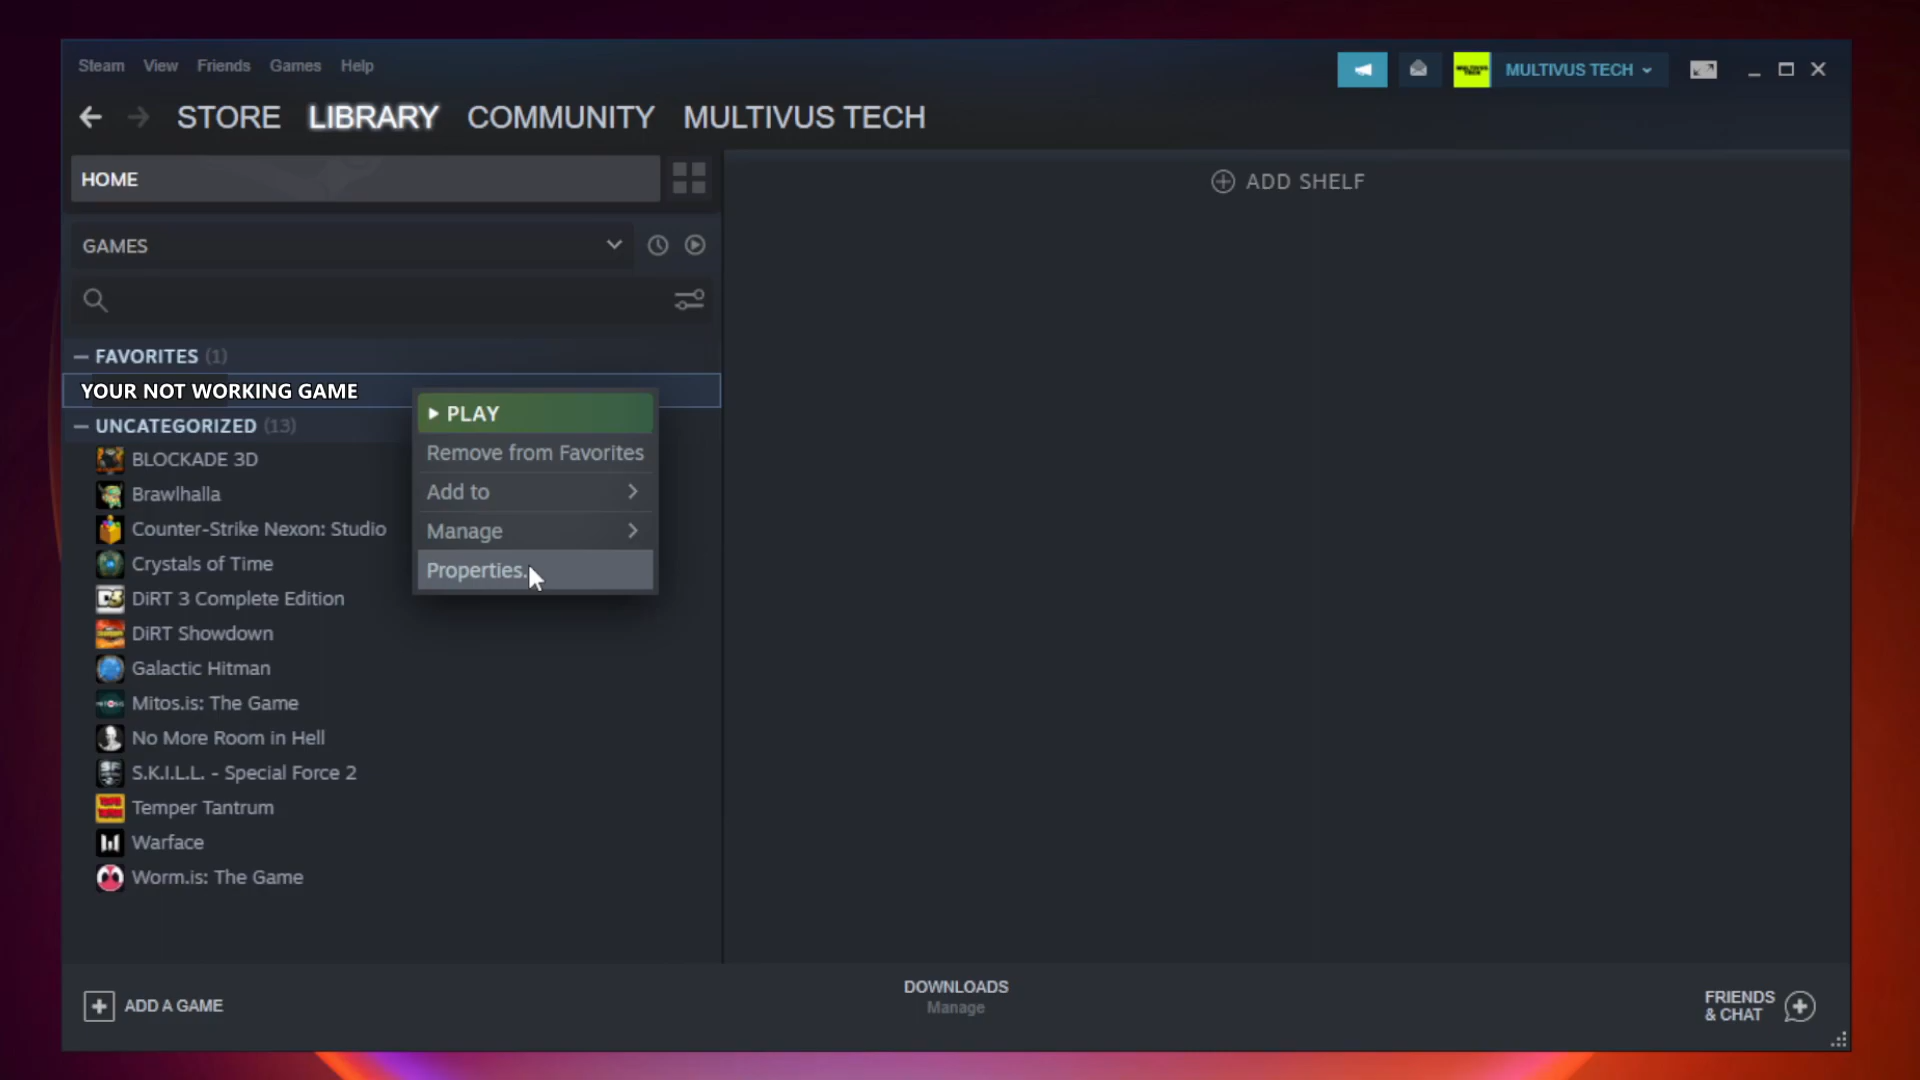 Steam View Friends Games Help
MULTIVUS TECH
STORE LIBRARY COMMUNITY MULTIVUS TECH
HOME
ADD SHELF
GAMES
FAVORITES (1)
YOUR NOT WORKING GAME
PLAY
Remove from Favorites
Add to
Manage
Properties.
UNCATEGORIZED (13)
BLOCKADE 3D
Brawlhalla
Counter-Strike Nexon: Studio
Crystals of Time
DiRT 3 Complete Edition
DiRT Showdown
Galactic Hitman
Mitos.is: The Game
No More Room in Hell
S.K.I.L.L. - Special Force 2
Temper Tantrum
Warface
Worm.is: The Game
ADD A GAME
DOWNLOADS
Manage
FRIENDS
& CHAT